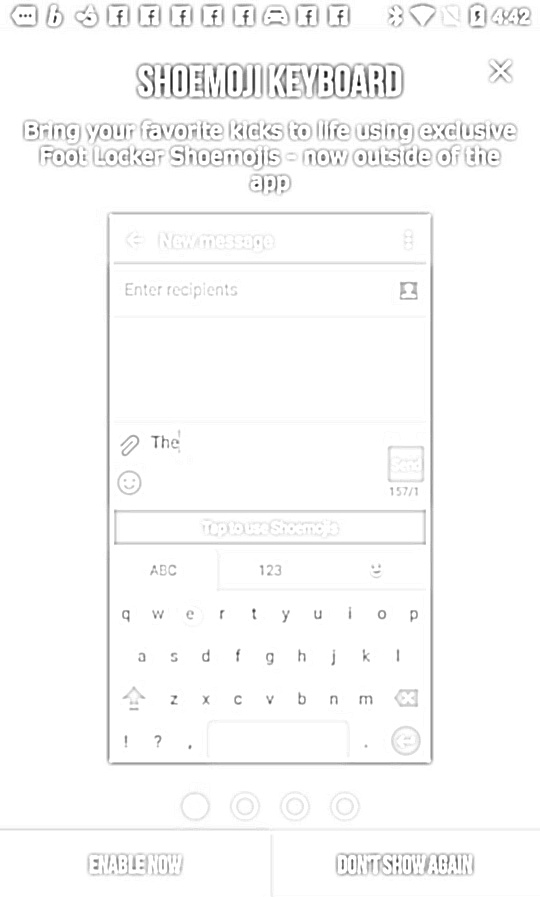 4:42
SHOEMOJI KEYBOARD
Bring your favorite kicks to life using exclusive
Foot Locker Shoemojis - now outside of the
app
New message
Enter recipients
The
Send
157/1
Tap to use Shoemojis
ABC 123
q w e r t y u i o p
a s d f g h j k l
z x c v b n m
! ? , .
ENABLE NOW DON'T SHOW AGAIN